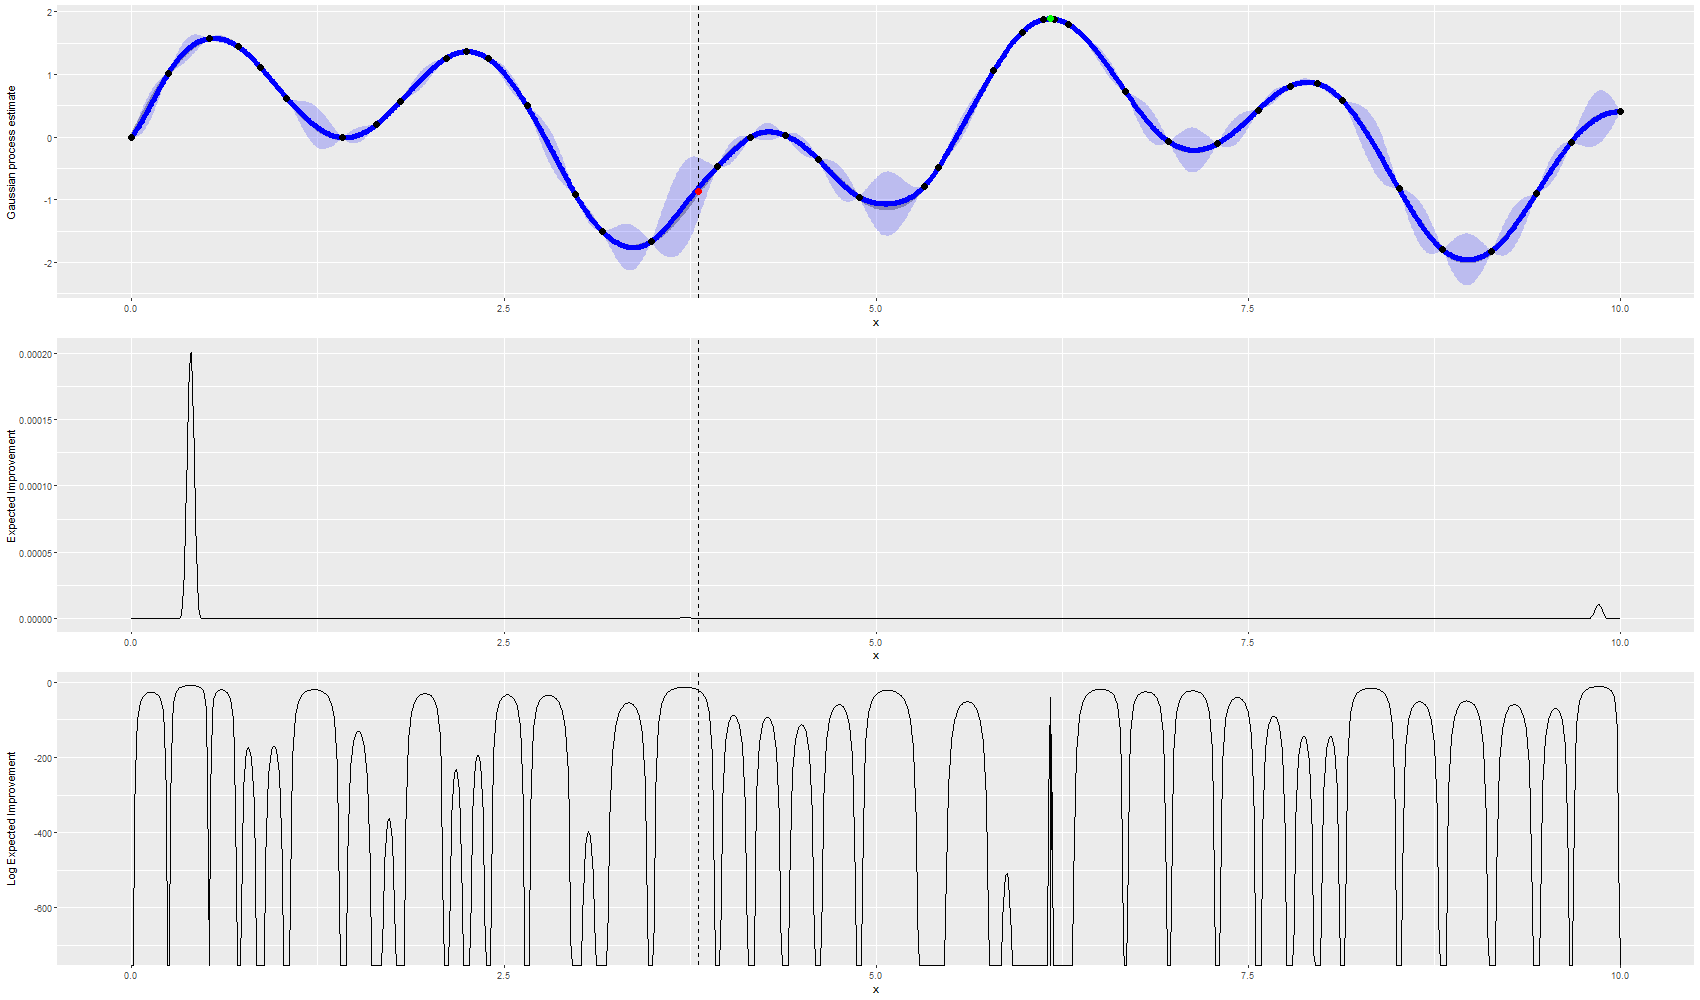 Gaussian process estimate
2
1
0
-1
-2
0.0 2.5 5.0 7.5 10.0
x
Expected Improvement
0.00020
0.00015
0.00010
0.00005
0.00000
0.0 2.5 5.0 7.5 10.0
x
Log Expected Improvement
0
-200
-400
-600
0.0 2.5 5.0 7.5 10.0
x